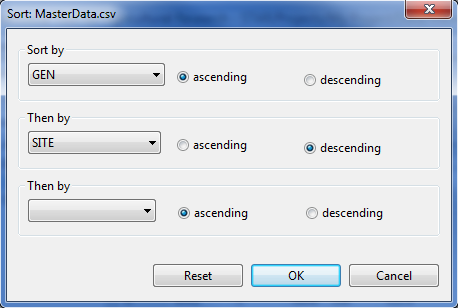 Sort: MasterData.csv
Sort by
GEN ascending descending
Then by
SITE ascending descending
Then by
ascending descending
Reset OK Cancel